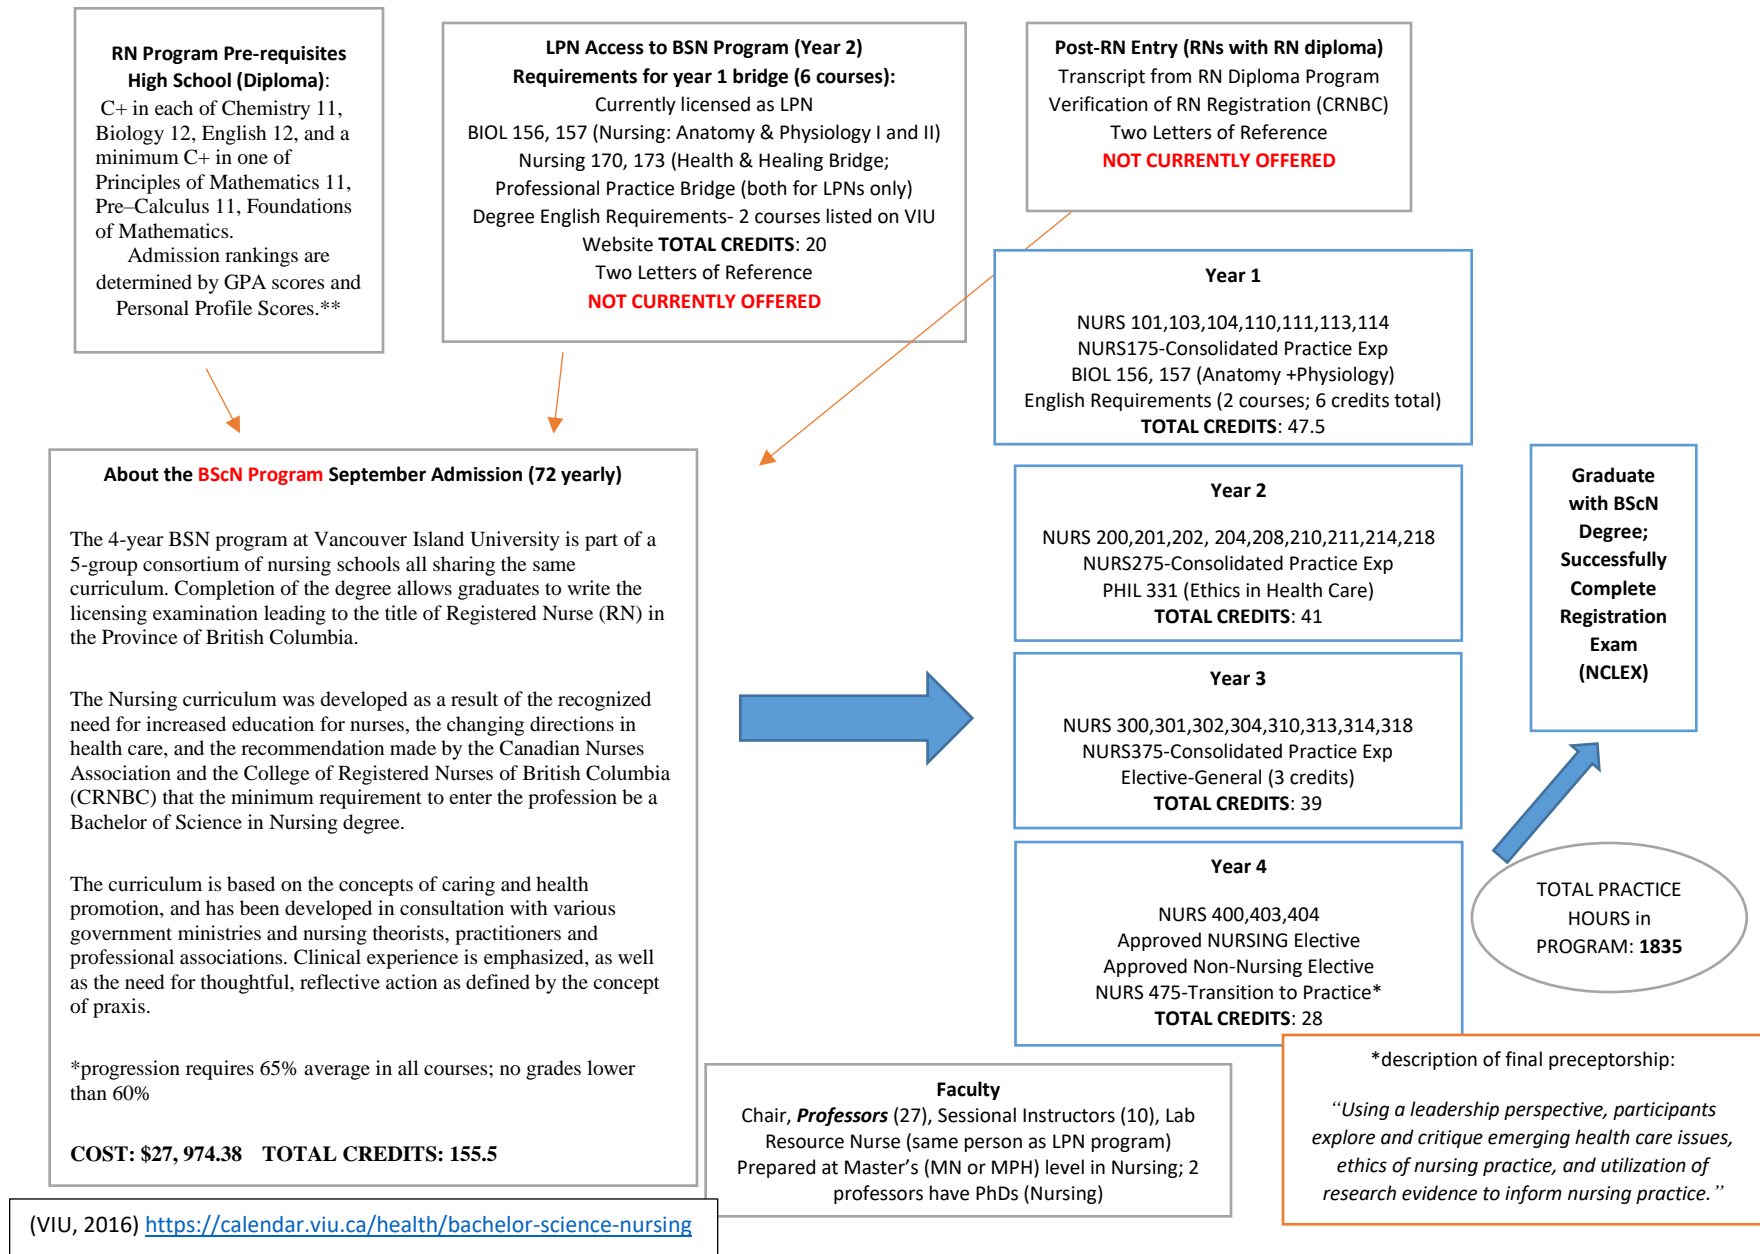 RN Program Pre-requisites
High School (Diploma):
C+ in each of Chemistry 11,
Biology 12, English 12, and a
minimum C+ in one of
Principles of Mathematics 11,
Pre–Calculus 11, Foundations
of Mathematics.
Admission rankings are
determined by GPA scores and
Personal Profile Scores.**
LPN Access to BSN Program (Year 2)
Requirements for year 1 bridge (6 courses):
Currently licensed as LPN
BIOL 156, 157 (Nursing: Anatomy & Physiology I and II)
Nursing 170, 173 (Health & Healing Bridge;
Professional Practice Bridge (both for LPNs only)
Degree English Requirements- 2 courses listed on VIU
Website TOTAL CREDITS: 20
Two Letters of Reference
NOT CURRENTLY OFFERED
Post-RN Entry (RNs with RN diploma)
Transcript from RN Diploma Program
Verification of RN Registration (CRNBC)
Two Letters of Reference
NOT CURRENTLY OFFERED
About the BScN Program September Admission (72 yearly)
The 4-year BSN program at Vancouver Island University is part of a
5-group consortium of nursing schools all sharing the same
curriculum. Completion of the degree allows graduates to write the
licensing examination leading to the title of Registered Nurse (RN) in
the Province of British Columbia.
The Nursing curriculum was developed as a result of the recognized
need for increased education for nurses, the changing directions in
health care, and the recommendation made by the Canadian Nurses
Association and the College of Registered Nurses of British Columbia
(CRNBC) that the minimum requirement to enter the profession be a
Bachelor of Science in Nursing degree.
The curriculum is based on the concepts of caring and health
promotion, and has been developed in consultation with various
government ministries and nursing theorists, practitioners and
professional associations. Clinical experience is emphasized, as well
as the need for thoughtful, reflective action as defined by the concept
of praxis.
*progression requires 65% average in all courses; no grades lower
than 60%
COST: $27, 974.38 TOTAL CREDITS: 155.5
Year 1
NURS 101,103,104,110,111,113,114
NURS175-Consolidated Practice Exp
BIOL 156, 157 (Anatomy +Physiology)
English Requirements (2 courses; 6 credits total)
TOTAL CREDITS: 47.5
Year 2
NURS 200,201,202, 204,208,210,211,214,218
NURS275-Consolidated Practice Exp
PHIL 331 (Ethics in Health Care)
TOTAL CREDITS: 41
Year 3
NURS 300,301,302,304,310,313,314,318
NURS375-Consolidated Practice Exp
Elective-General (3 credits)
TOTAL CREDITS: 39
Year 4
NURS 400,403,404
Approved NURSING Elective
Approved Non-Nursing Elective
NURS 475-Transition to Practice*
TOTAL CREDITS: 28
Graduate
with BScN
Degree;
Successfully
Complete
Registration
Exam
(NCLEX)
TOTAL PRACTICE
HOURS in
PROGRAM: 1835
Faculty
Chair, Professors (27), Sessional Instructors (10), Lab
Resource Nurse (same person as LPN program)
Prepared at Master's (MN or MPH) level in Nursing; 2
professors have PhDs (Nursing)
*description of final preceptorship:
“Using a leadership perspective, participants
explore and critique emerging health care issues,
ethics of nursing practice, and utilization of
research evidence to inform nursing practice.”
(VIU, 2016) https://calendar.viu.ca/health/bachelor-science-nursing